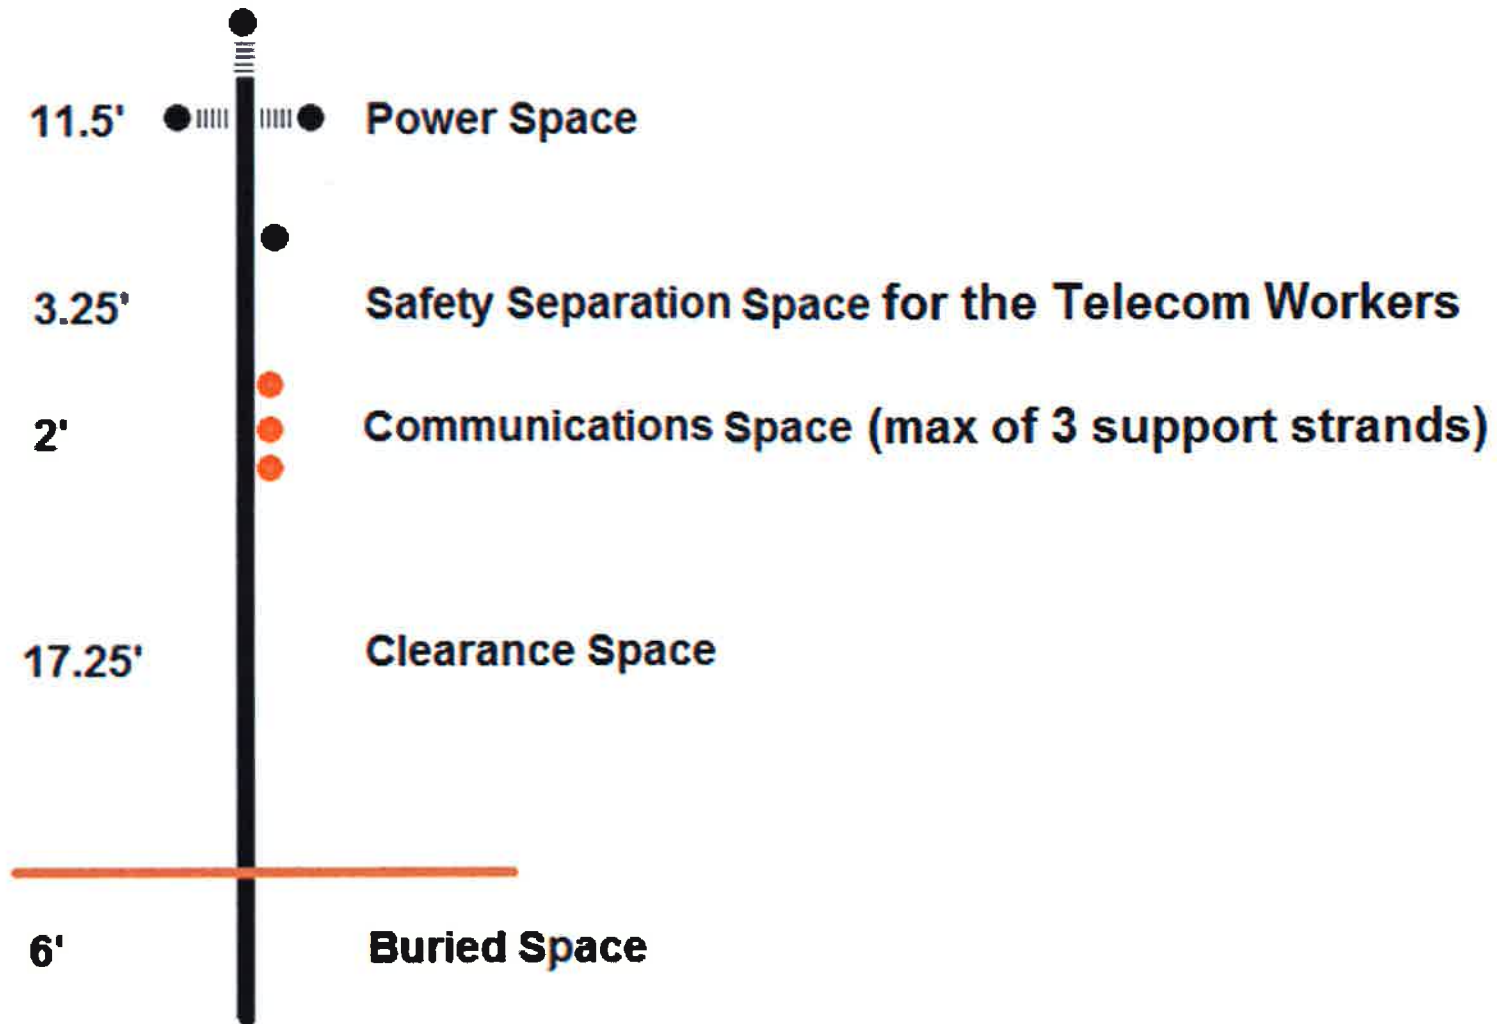 11.5' Power Space
3.25' Safety Separation Space for the Telecom Workers
2' Communications Space (max of 3 support strands)
17.25' Clearance Space
6' Buried Space